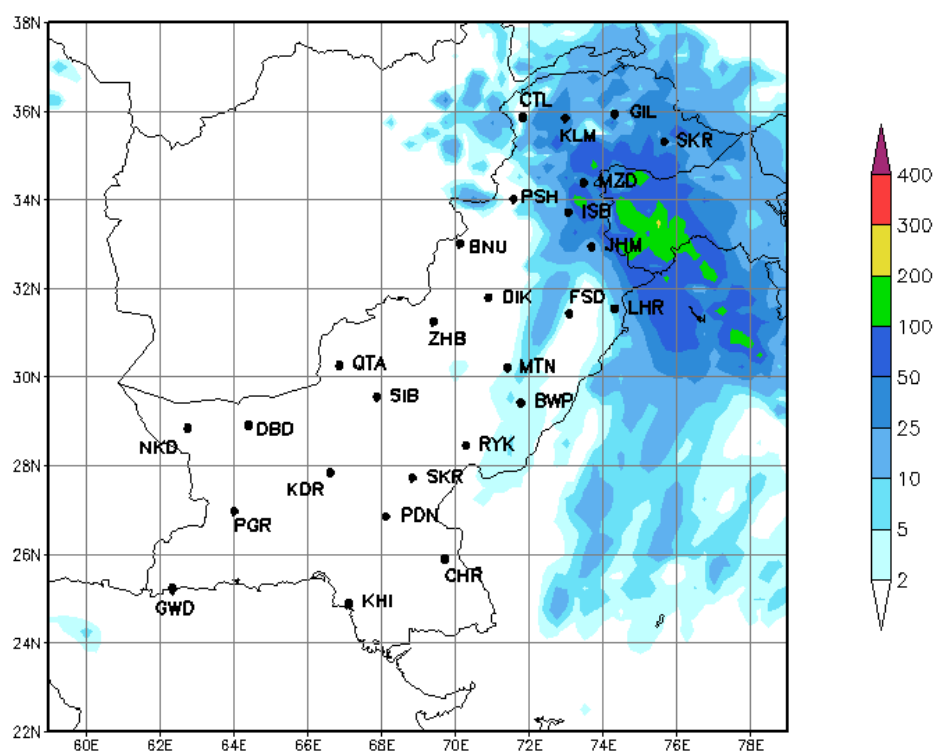 38N
36N
34N
32N
30N
28N
26N
24N
22N
CTL
GIL
KLM
SKR
MZD
PSH
ISB
BNU
JHM
DIK
FSD
LHR
ZHB
QTA
MTN
SIB
BWP
DBD
NKD
RYK
KDR
SKR
PGR
PDN
CHR
GWD
KHI
60E 62E 64E 66E 68E 70E 72E 74E 76E 78E
400
300
200
100
50
25
10
5
2